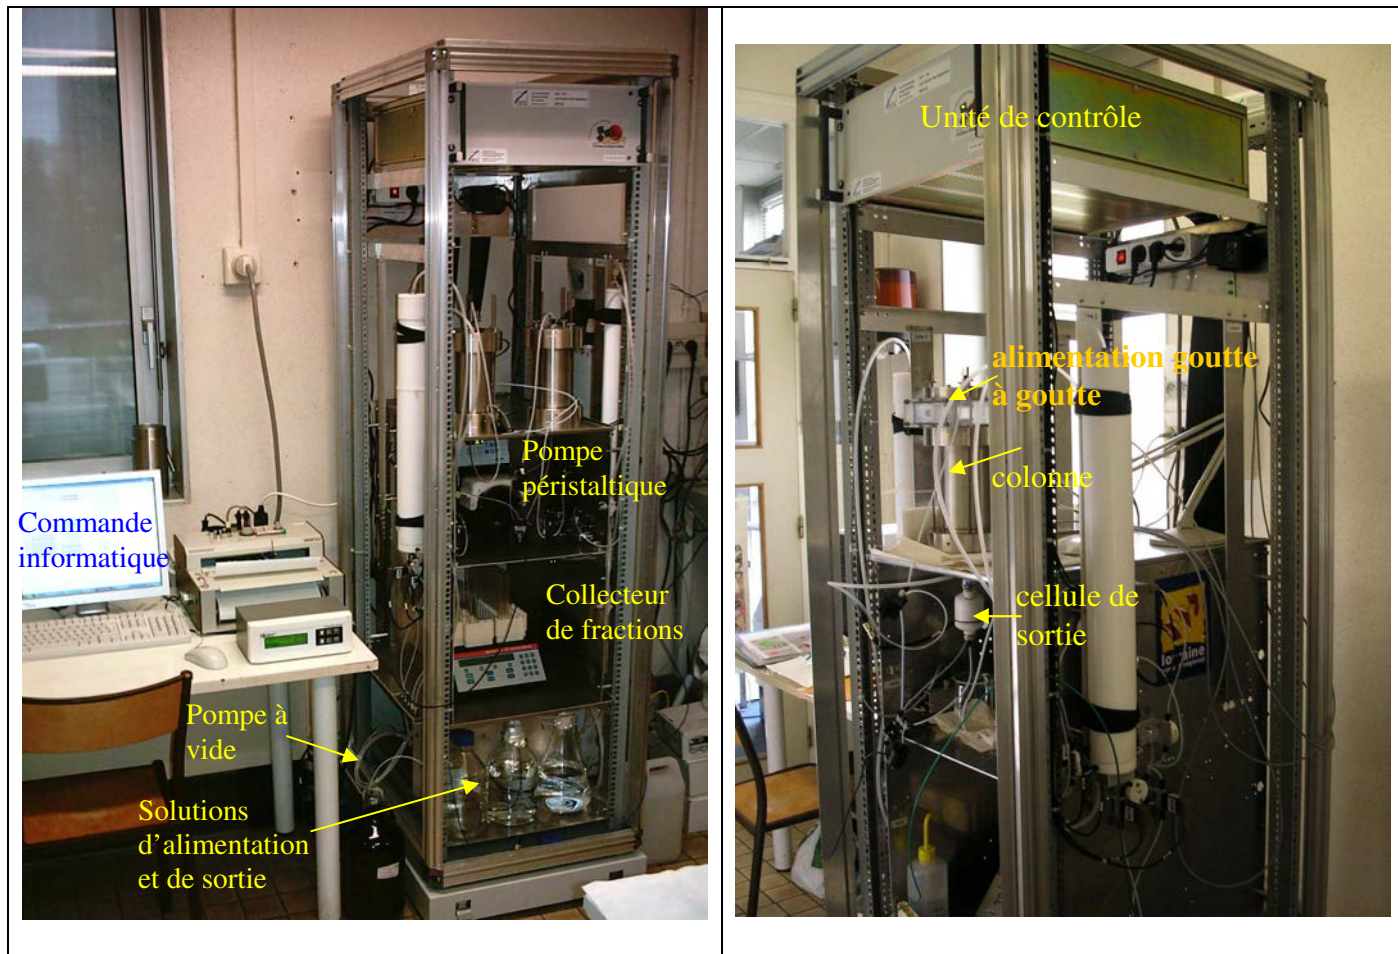 Commande
informatique
Pompe
péristaltique
Collecteur
de fractions
Pompe à
vide
Solutions
d’alimentation
et de sortie
Unité de contrôle
alimentation goutte
à goutte
colonne
cellule de
sortie